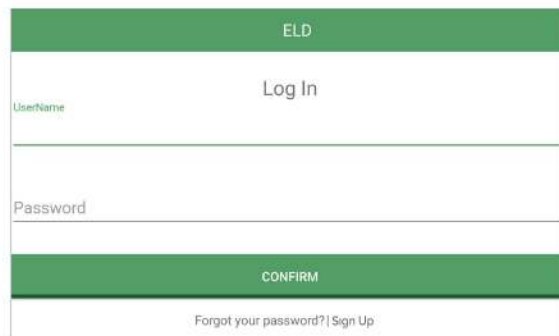 ELD
Log In
UserName
Password
CONFIRM
Forgot your password?| Sign Up